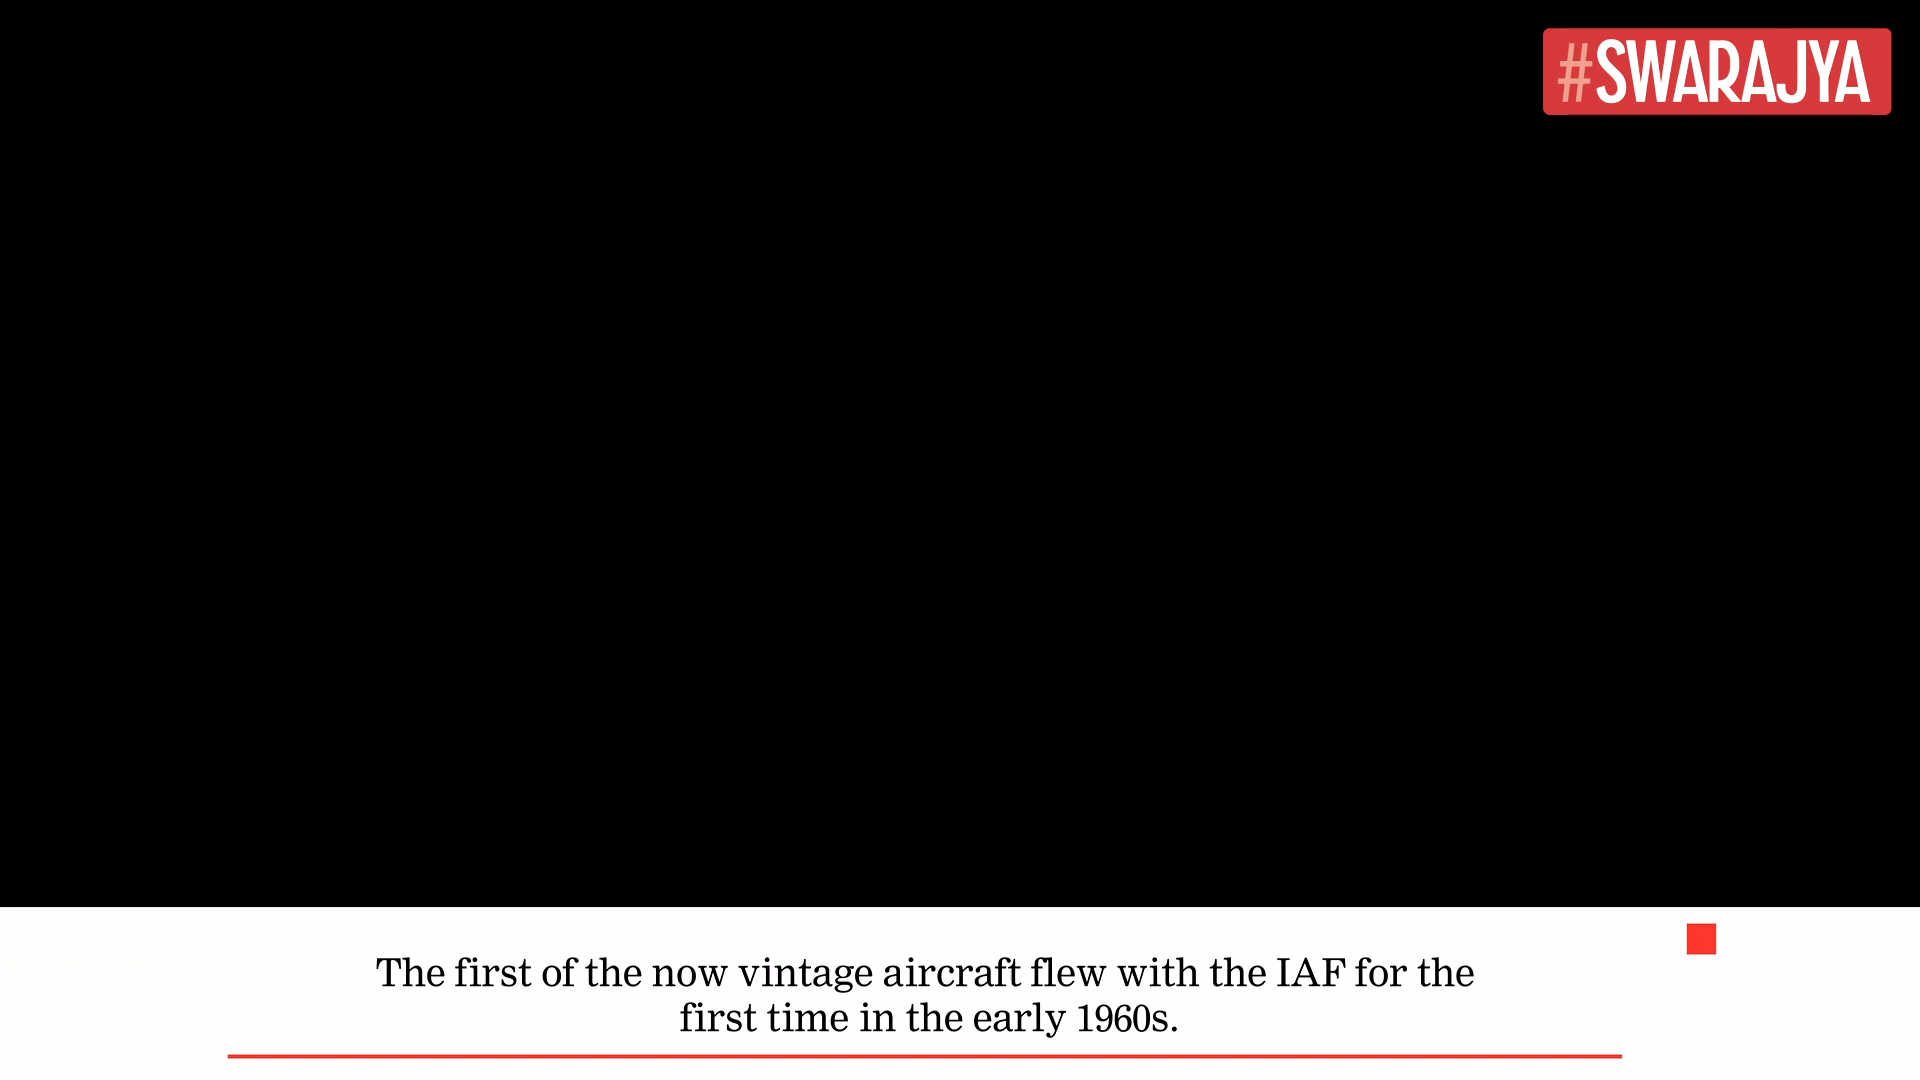 #SWARAJYA
The first of the now vintage aircraft flew with the IAF for the
first time in the early 1960s.